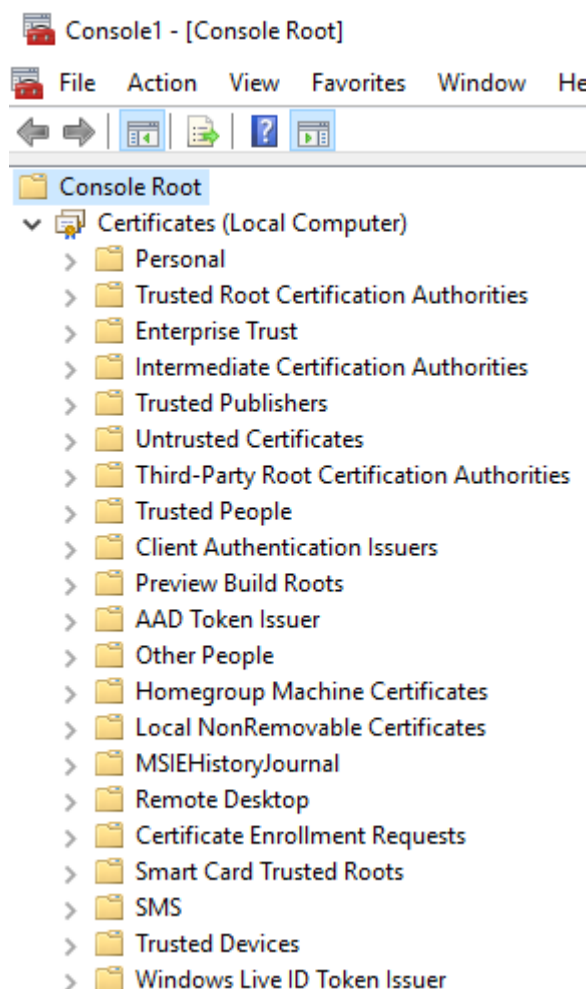 Console1 - [Console Root]
File Action View Favorites Window He
Console Root
Certificates (Local Computer)
Personal
Trusted Root Certification Authorities
Enterprise Trust
Intermediate Certification Authorities
Trusted Publishers
Untrusted Certificates
Third-Party Root Certification Authorities
Trusted People
Client Authentication Issuers
Preview Build Roots
AAD Token Issuer
Other People
Homegroup Machine Certificates
Local NonRemovable Certificates
MSIEHistoryJournal
Remote Desktop
Certificate Enrollment Requests
Smart Card Trusted Roots
SMS
Trusted Devices
Windows Live ID Token Issuer